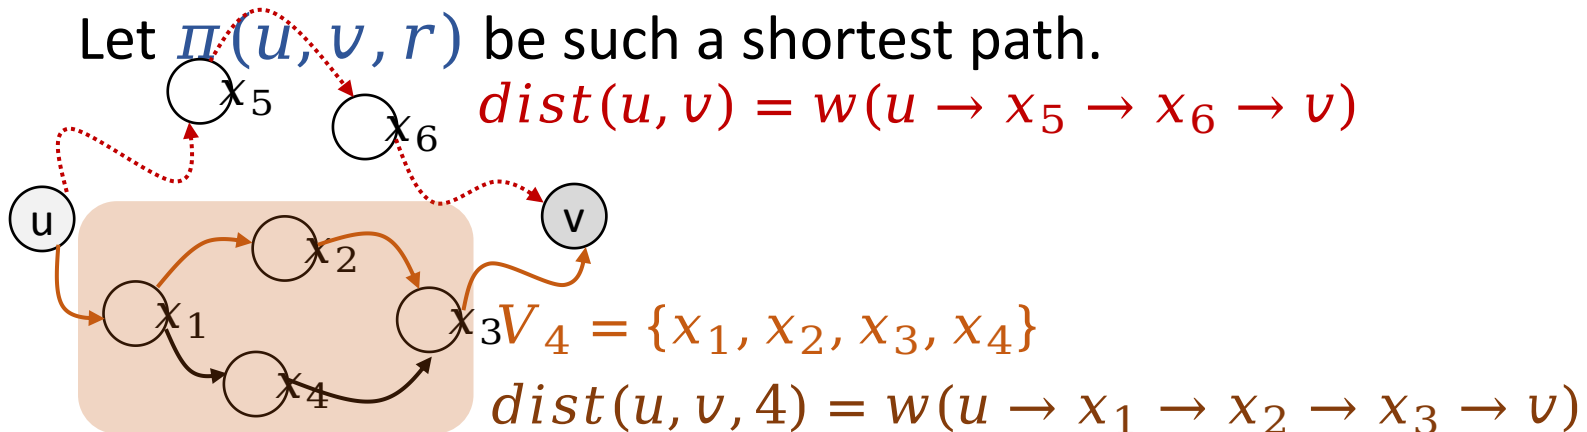 Let π(u, v, r) be such a shortest path.
x₅
dist(u, v) = w(u → x₅ → x₆ → v)
x₆
u
v
x₂
x₁
x₃
V₄ = {x₁, x₂, x₃, x₄}
x₄
dist(u, v, 4) = w(u → x₁ → x₂ → x₃ → v)